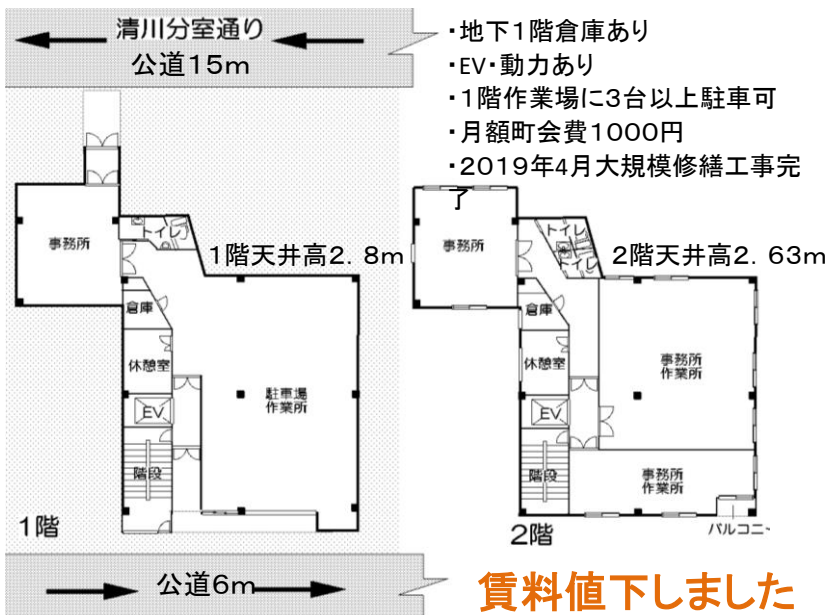 清川分室通り
公道15m
・地下1階倉庫あり
・EV・動力あり
・1階作業場に3台以上駐車可
・月額町会費1000円
・2019年4月大規模修繕工事完
了
事務所
トイレ
1階天井高2.8m
倉庫
休憩室
EV
階段
駐車場
作業所
1階
事務所
トイレ
トイレ
2階天井高2.63m
倉庫
休憩室
EV
階段
事務所
作業所
事務所
作業所
バルコニー
2階
公道6m
賃料値下しました